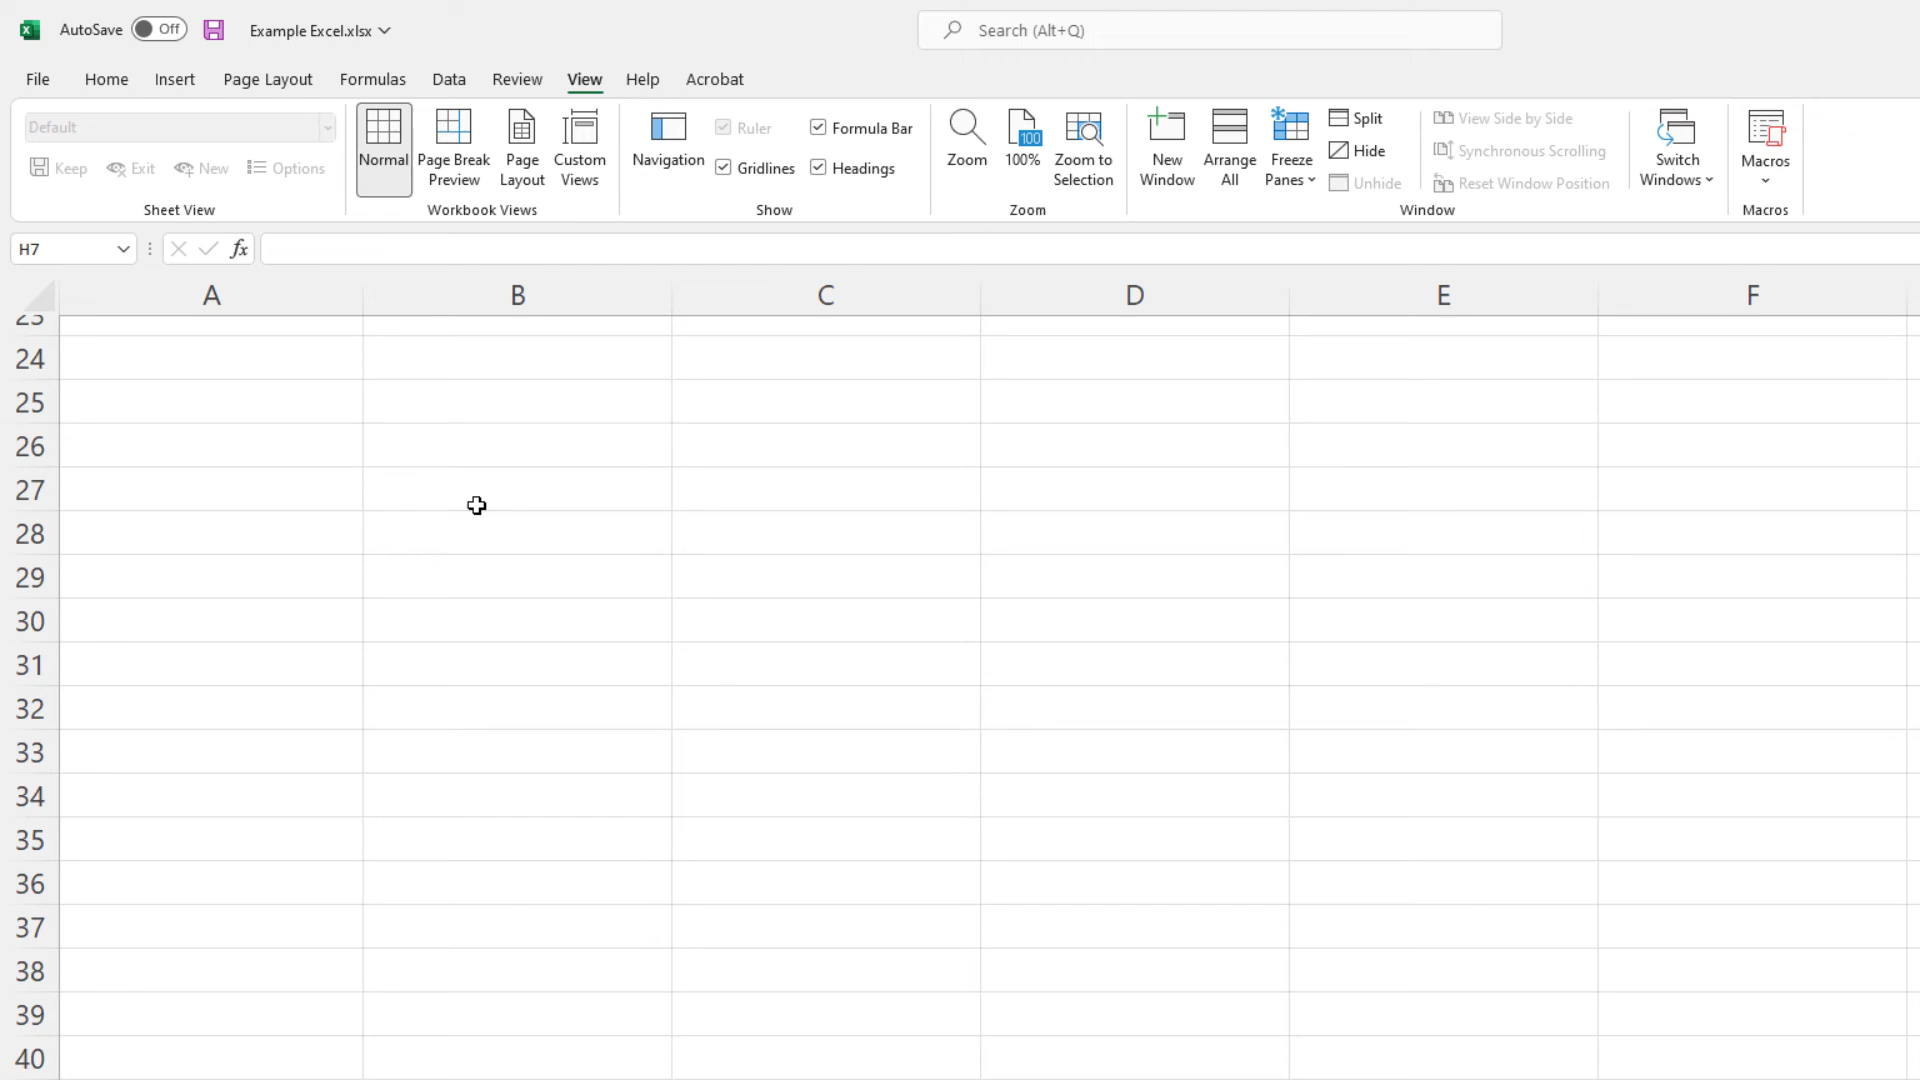 AutoSave Off Example Excel.xlsx Search (Alt+Q)
File Home Insert Page Layout Formulas Data Review View Help Acrobat
Default
Keep Exit New Options
Sheet View
Normal
Page Break
Preview
Page
Layout
Custom
Views
Workbook Views
Navigation
Ruler
Formula Bar
Gridlines
Headings
Show
Zoom
100
100%
Zoom to
Selection
Zoom
New
Window
Arrange
All
Freeze
Panes
Split
Hide
Unhide
View Side by Side
Synchronous Scrolling
Reset Window Position
Switch
Windows
Window
Macros
Macros
H7 fx
A B C D E F
23
24
25
26
27
28
29
30
31
32
33
34
35
36
37
38
39
40